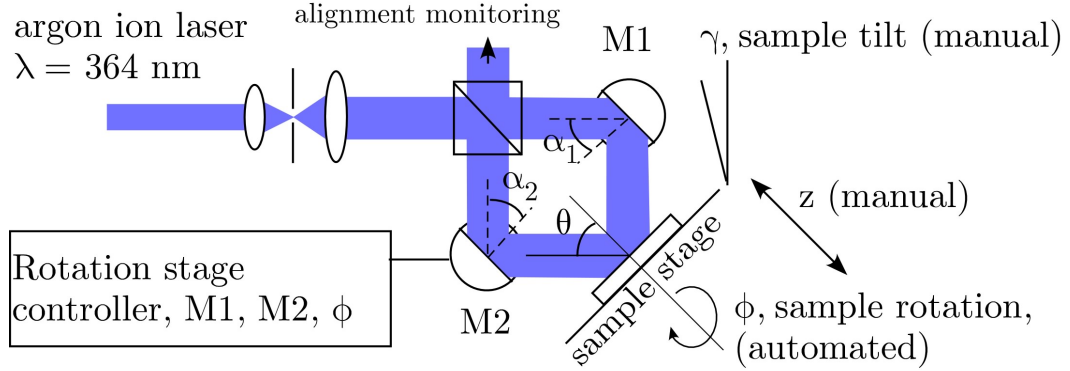 argon ion laser
λ = 364 nm
alignment monitoring
M1
γ, sample tilt (manual)
α1
α2
θ
z (manual)
Rotation stage
controller, M1, M2, ϕ
M2
sample stage
ϕ, sample rotation,
(automated)